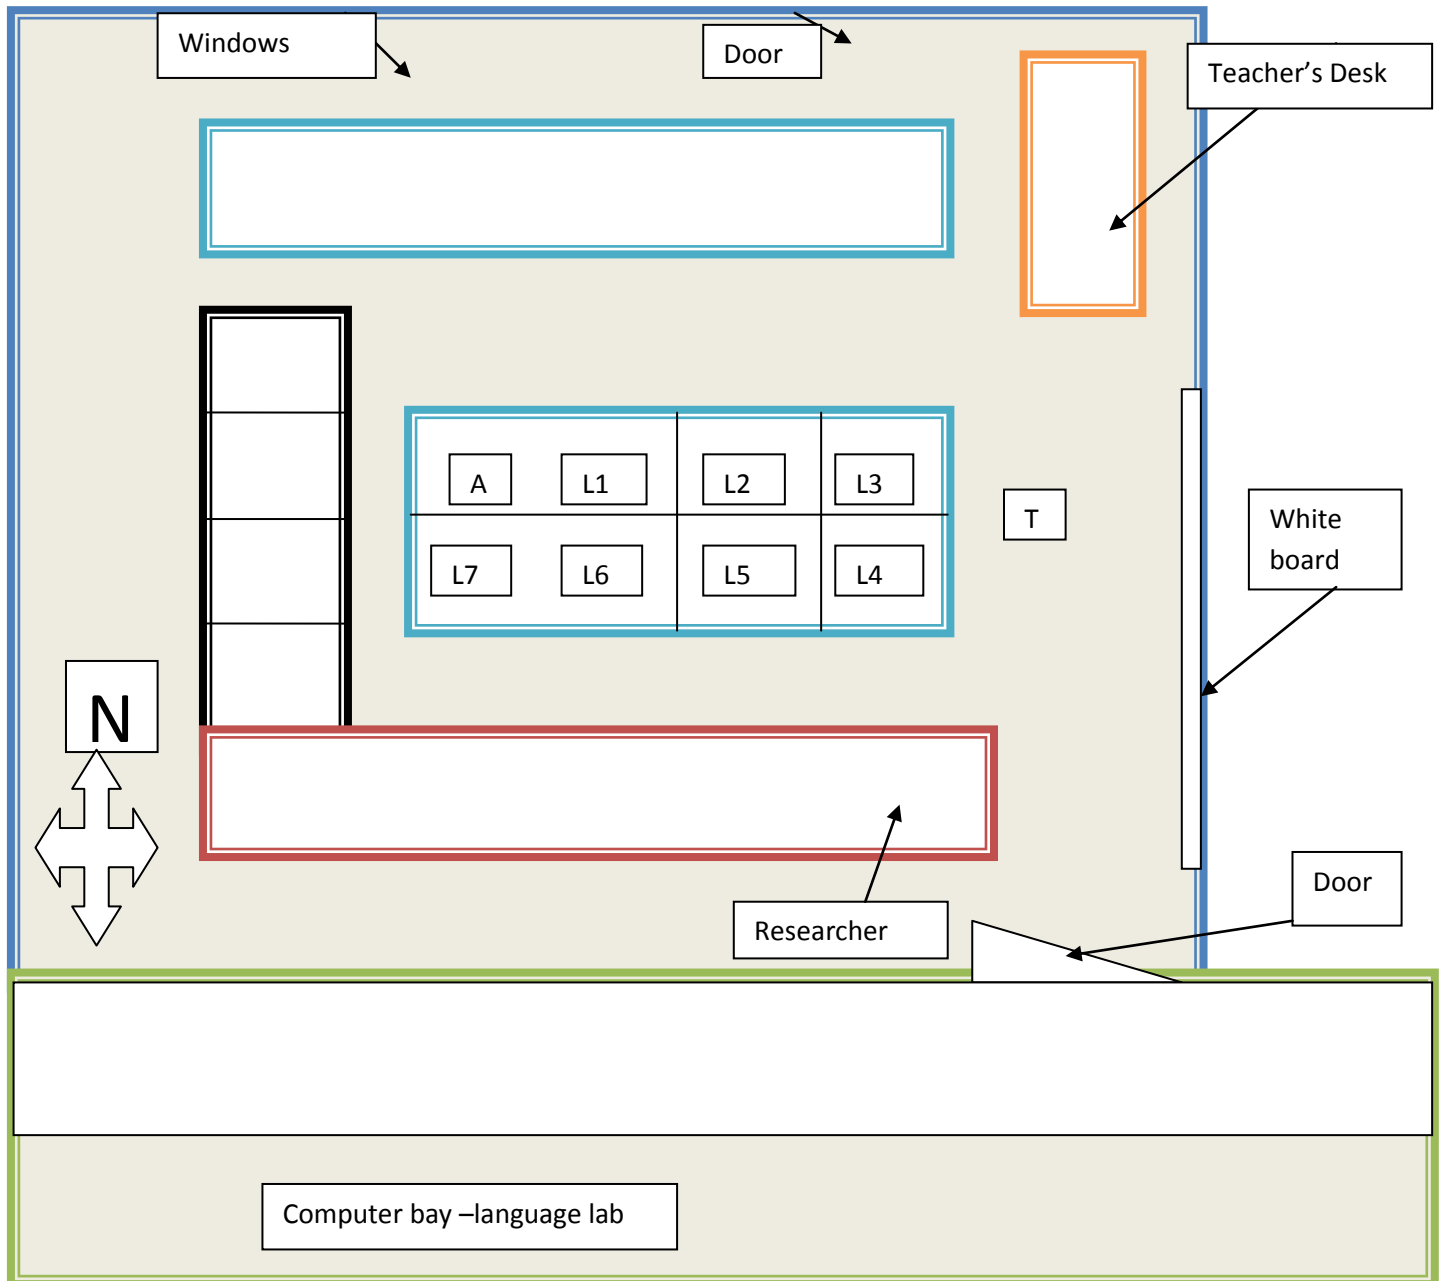 Windows
Door
Teacher’s Desk
A
L1
L2
L3
T
White
board
L7
L6
L5
L4
N
Door
Researcher
Computer bay –language lab